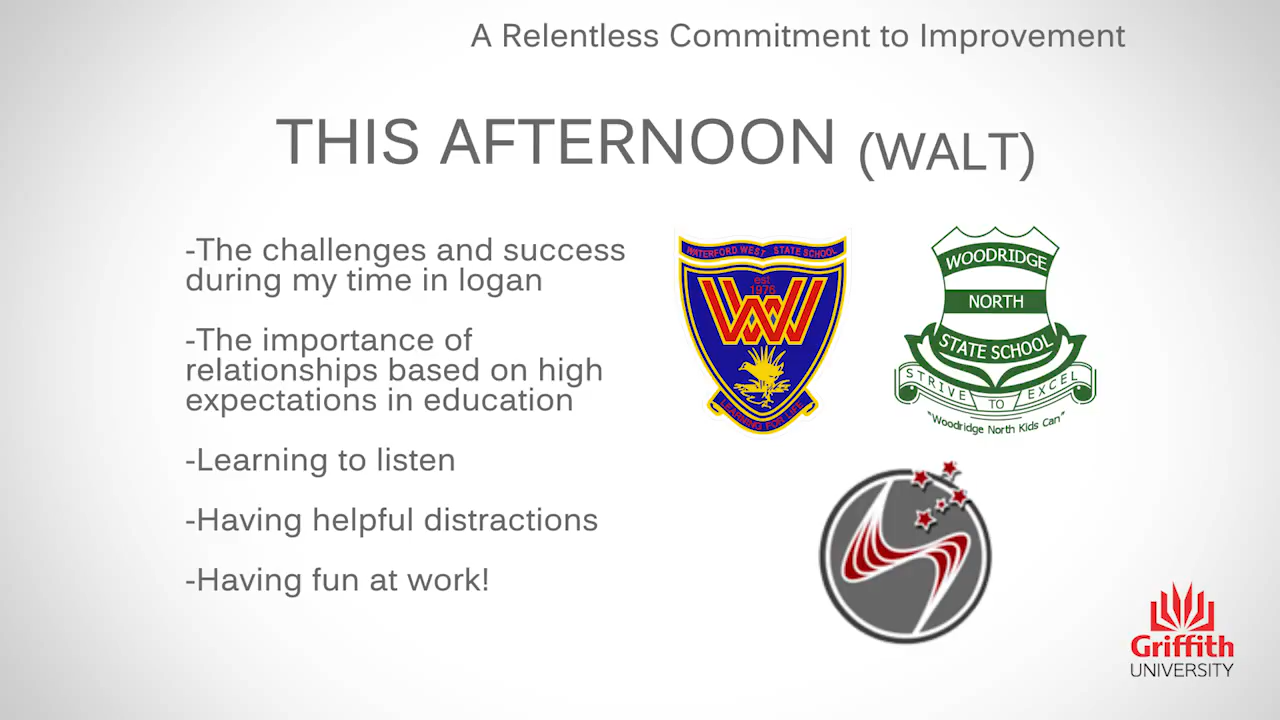 A Relentless Commitment to Improvement
THIS AFTERNOON (WALT)
-The challenges and success
during my time in logan
-The importance of
relationships based on high
expectations in education
-Learning to listen
-Having helpful distractions
-Having fun at work!
WATERFORD WEST STATE SCHOOL
est
1976
LEARNING FOR LIFE
WOODRIDGE
NORTH
STATE SCHOOL
STRIVE TO EXCEL
"Woodridge North Kids Can"
Griffith
UNIVERSITY